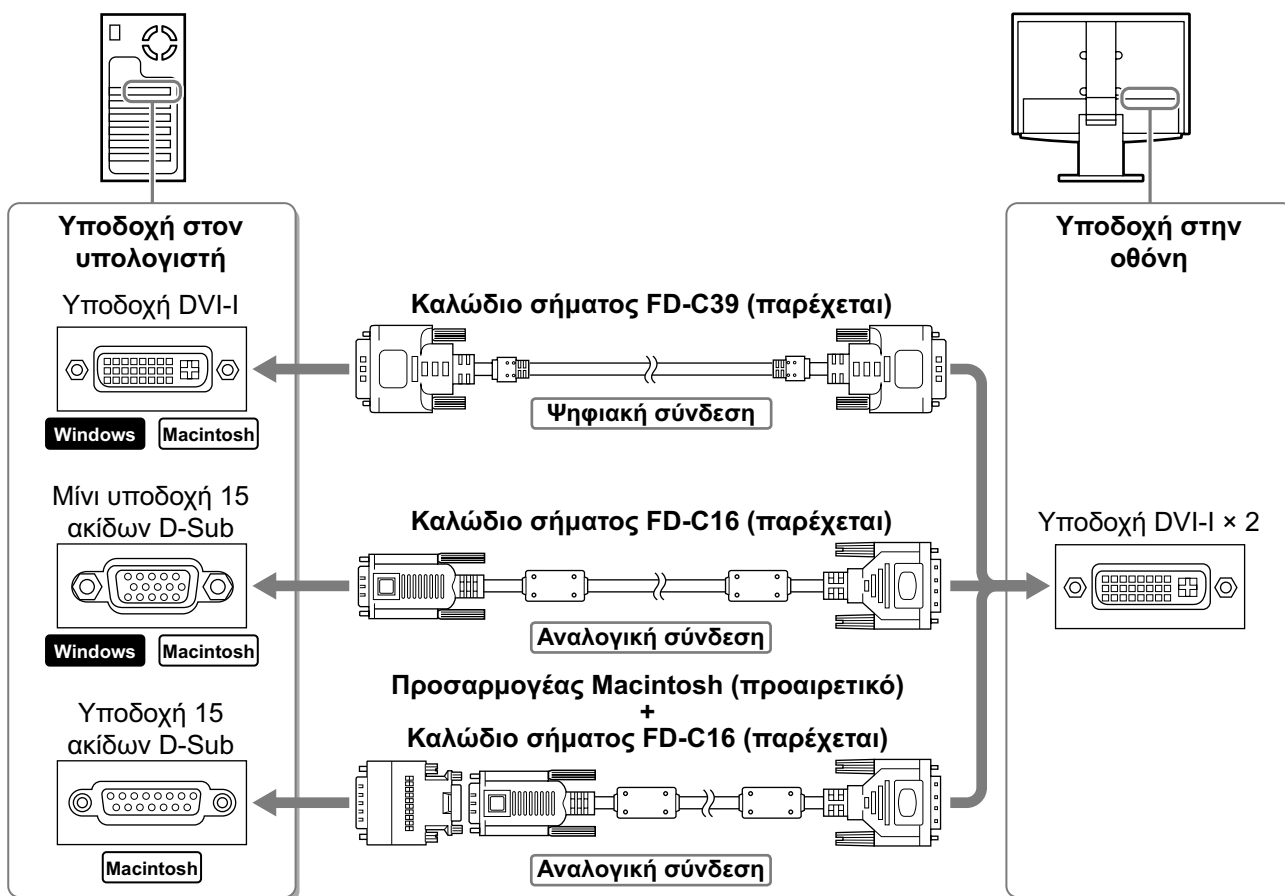 Υποδοχή στον
υπολογιστή
Υποδοχή DVI-I
Windows Macintosh
Μίνι υποδοχή 15
ακίδων D-Sub
Windows Macintosh
Υποδοχή 15
ακίδων D-Sub
Macintosh
Καλώδιο σήματος FD-C39 (παρέχεται)
Ψηφιακή σύνδεση
Καλώδιο σήματος FD-C16 (παρέχεται)
Αναλογική σύνδεση
Προσαρμογέας Macintosh (προαιρετικό)
+
Καλώδιο σήματος FD-C16 (παρέχεται)
Αναλογική σύνδεση
Υποδοχή στην
οθόνη
Υποδοχή DVI-I × 2